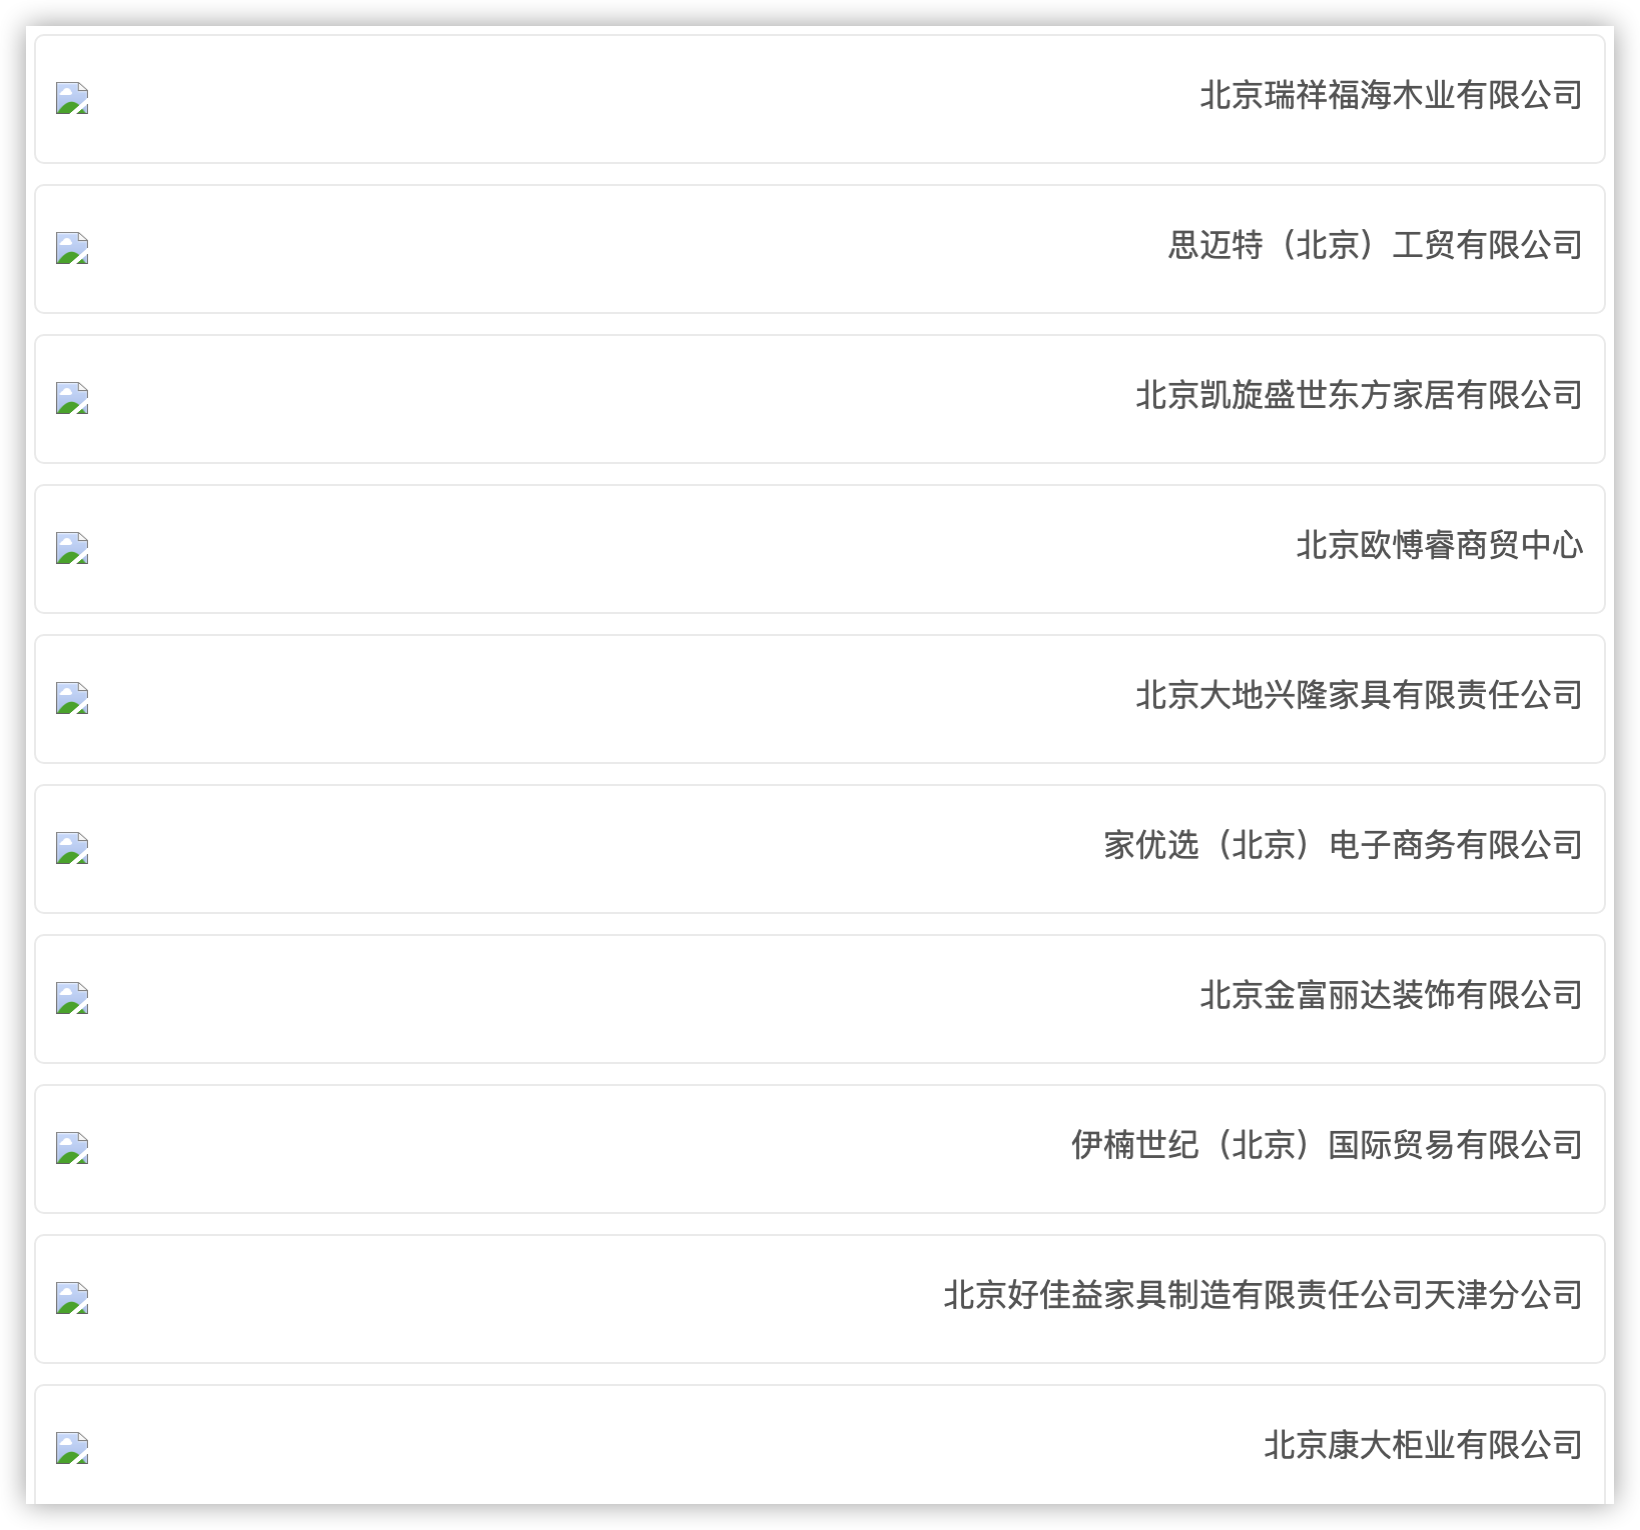 北京瑞祥福海木业有限公司
思迈特（北京）工贸有限公司
北京凯旋盛世东方家居有限公司
北京欧愽睿商贸中心
北京大地兴隆家具有限责任公司
家优选（北京）电子商务有限公司
北京金富丽达装饰有限公司
伊楠世纪（北京）国际贸易有限公司
北京好佳益家具制造有限责任公司天津分公司
北京康大柜业有限公司